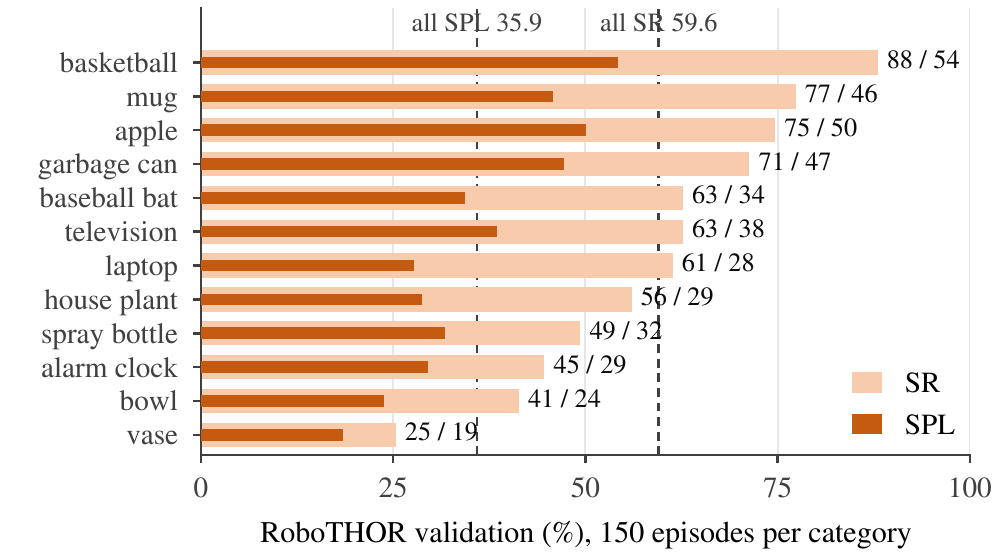 all SPL 35.9 all SR 59.6
basketball 88 / 54
mug 77 / 46
apple 75 / 50
garbage can 71 / 47
baseball bat 63 / 34
television 63 / 38
laptop 61 / 28
house plant 56 / 29
spray bottle 49 / 32
alarm clock 45 / 29
bowl 41 / 24
vase 25 / 19
SR
SPL
0 25 50 75 100
RoboTHOR validation (%), 150 episodes per category